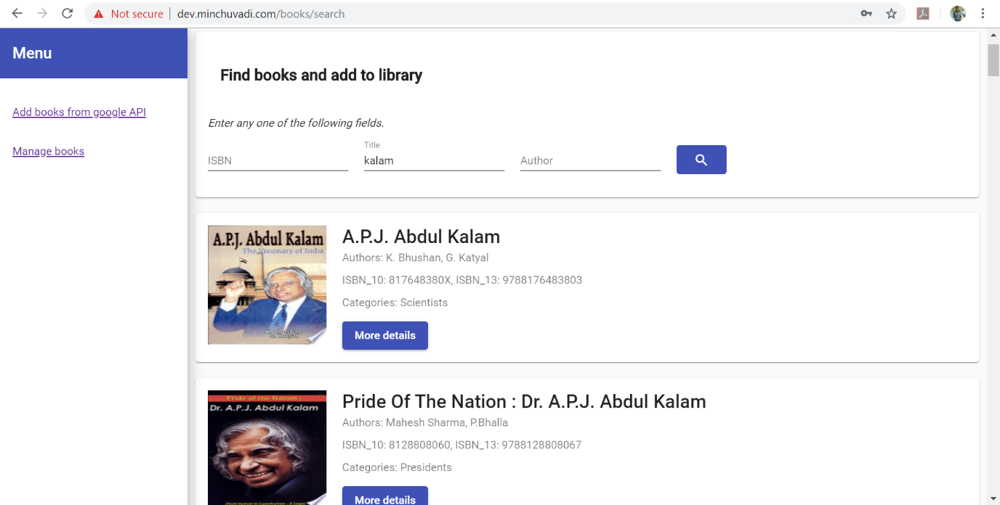 Not secure | dev.minchuvadi.com/books/search
Menu
Add books from google API
Manage books
Find books and add to library
Enter any one of the following fields.
Title
ISBN kalam Author
A.P.J. Abdul Kalam
The Visionary of India
K. Bhushan
G. Katyal
A.P.J. Abdul Kalam
Authors: K. Bhushan, G. Katyal
ISBN_10: 817648380X, ISBN_13: 9788176483803
Categories: Scientists
More details
Pride of the Nation :
Dr. A.P.J. Abdul Kalam
Pride Of The Nation : Dr. A.P.J. Abdul Kalam
Authors: Mahesh Sharma, P.Bhalla
ISBN_10: 8128808060, ISBN_13: 9788128808067
Categories: Presidents
More details